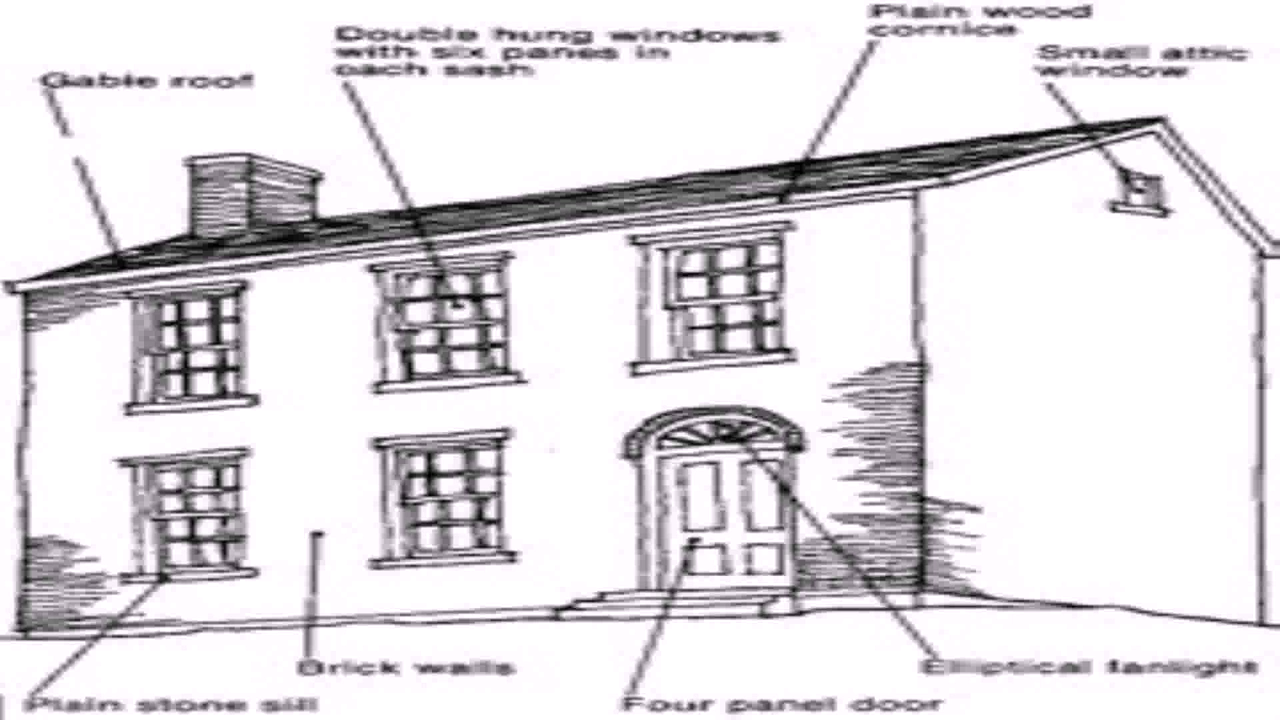 Plain wood
cornice
Double hung windows
with six panes in
each sash
Small attic
window
Gable roof
Brick walls
Elliptical fanlight
Plain stone sill
Four panel door